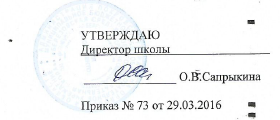 УТВЕРЖДАЮ
Директор школы
О.В.Сапрыкина
Приказ № 73 от 29.03.2016